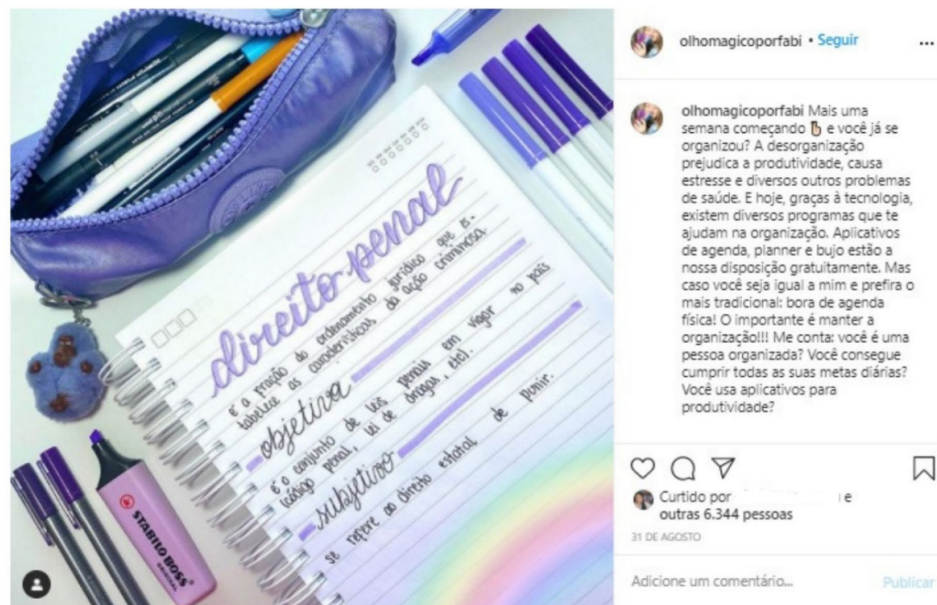 direito penal
é a fração do ordenamento jurídico que es-
tabelece as características da ação criminosa.
objetivo
é o conjunto de leis penais em vigor no país
(código penal, lei de drogas, etc).
subjetivo
se refere ao direito estatal de punir.
STABILO BOSS
ORIGINAL
olhomagicoporfabi • Seguir
olhomagicoporfabi Mais uma
semana começando 👆🏻 e você já se
organizou? A desorganização
prejudica a produtividade, causa
estresse e diversos outros problemas
de saúde. E hoje, graças à tecnologia,
existem diversos programas que te
ajudam na organização. Aplicativos
de agenda, planner e bujo estão a
nossa disposição gratuitamente. Mas
caso você seja igual a mim e prefira o
mais tradicional: bora de agenda
física! O importante é manter a
organização!!! Me conta: você é uma
pessoa organizada? Você consegue
cumprir todas as suas metas diárias?
Você usa aplicativos para
produtividade?
Curtido por e
outras 6.344 pessoas
31 DE AGOSTO
Adicione um comentário...
Publicar